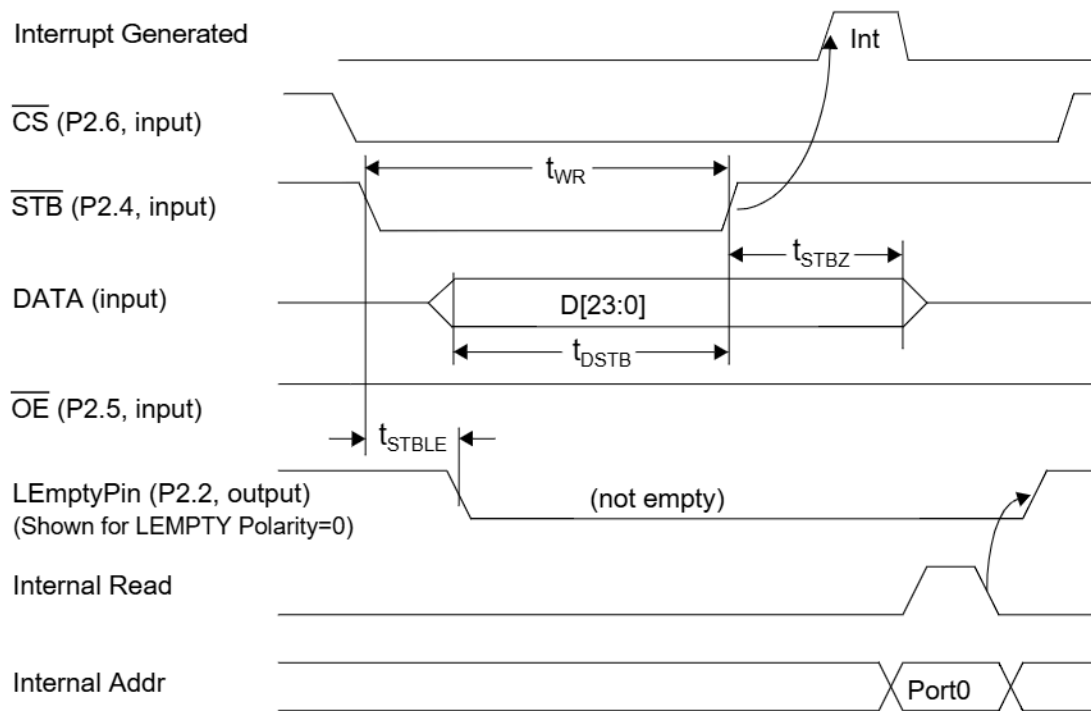 Interrupt Generated
Int
CS (P2.6, input)
tWR
STB (P2.4, input)
tSTBZ
DATA (input)
D[23:0]
tDSTB
OE (P2.5, input)
tSTBLE
LEmptyPin (P2.2, output)
(not empty)
(Shown for LEMPTY Polarity=0)
Internal Read
Internal Addr
Port0